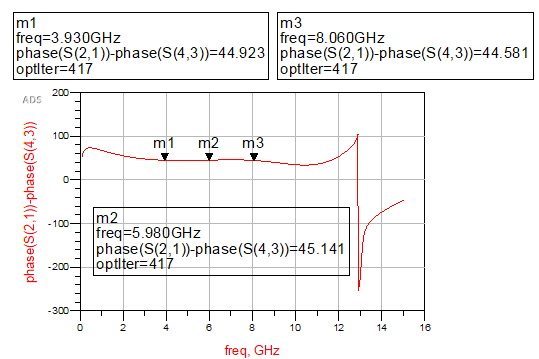 m1
freq=3.930GHz
phase(S(2,1))-phase(S(4,3))=44.923
optIter=417
m3
freq=8.060GHz
phase(S(2,1))-phase(S(4,3))=44.581
optIter=417
ADS
200
100
0
-100
-200
-300
phase(S(2,1))-phase(S(4,3))
m1
m2
m3
m2
freq=5.980GHz
phase(S(2,1))-phase(S(4,3))=45.141
optIter=417
0
2
4
6
8
10
12
14
16
freq, GHz